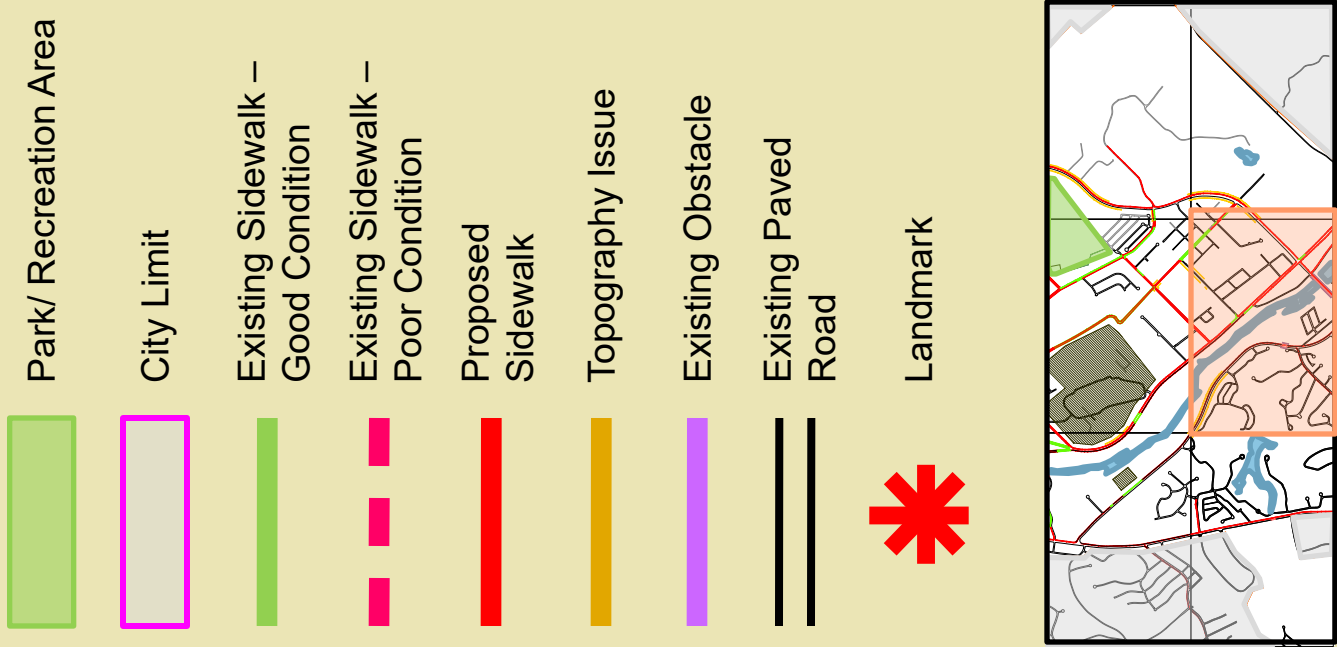 Park/ Recreation Area
City Limit
Existing Sidewalk –
Good Condition
Existing Sidewalk –
Poor Condition
Proposed
Sidewalk
Topography Issue
Existing Obstacle
Existing Paved
Road
Landmark